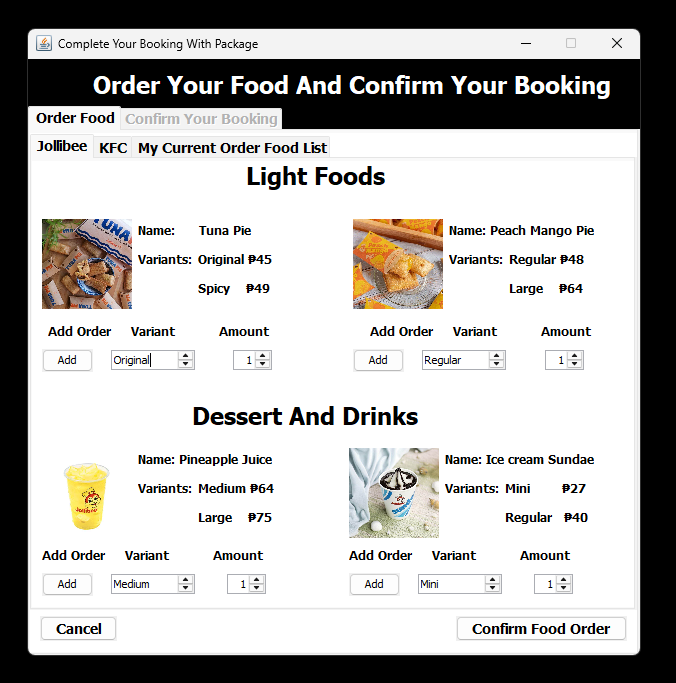 Complete Your Booking With Package
Order Your Food And Confirm Your Booking
Order Food Confirm Your Booking
Jollibee KFC My Current Order Food List
Light Foods
TUNA
Name: Tuna Pie
Variants: Original ₱45
Spicy ₱49
Add Order Variant Amount
Add Original 1
Name: Peach Mango Pie
Variants: Regular ₱48
Large ₱64
Add Order Variant Amount
Add Regular 1
Dessert And Drinks
Jollibee
Name: Pineapple Juice
Variants: Medium ₱64
Large ₱75
Add Order Variant Amount
Add Medium 1
Name: Ice cream Sundae
Variants: Mini ₱27
Regular ₱40
Add Order Variant Amount
Add Mini 1
Cancel Confirm Food Order